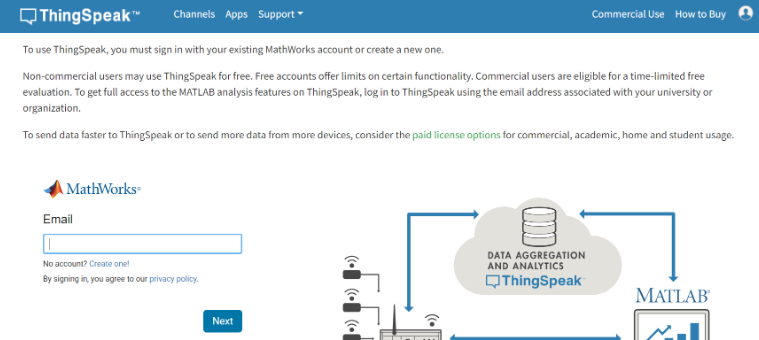 ThingSpeak™ Channels Apps Support Commercial Use How to Buy
To use ThingSpeak, you must sign in with your existing MathWorks account or create a new one.
Non-commercial users may use ThingSpeak for free. Free accounts offer limits on certain functionality. Commercial users are eligible for a time-limited free
evaluation. To get full access to the MATLAB analysis features on ThingSpeak, log in to ThingSpeak using the email address associated with your university or
organization.
To send data faster to ThingSpeak or to send more data from more devices, consider the paid license options for commercial, academic, home and student usage.
MathWorks®
Email
No account? Create one!
By signing in, you agree to our privacy policy.
Next
DATA AGGREGATION
AND ANALYTICS
ThingSpeak™
MATLAB®